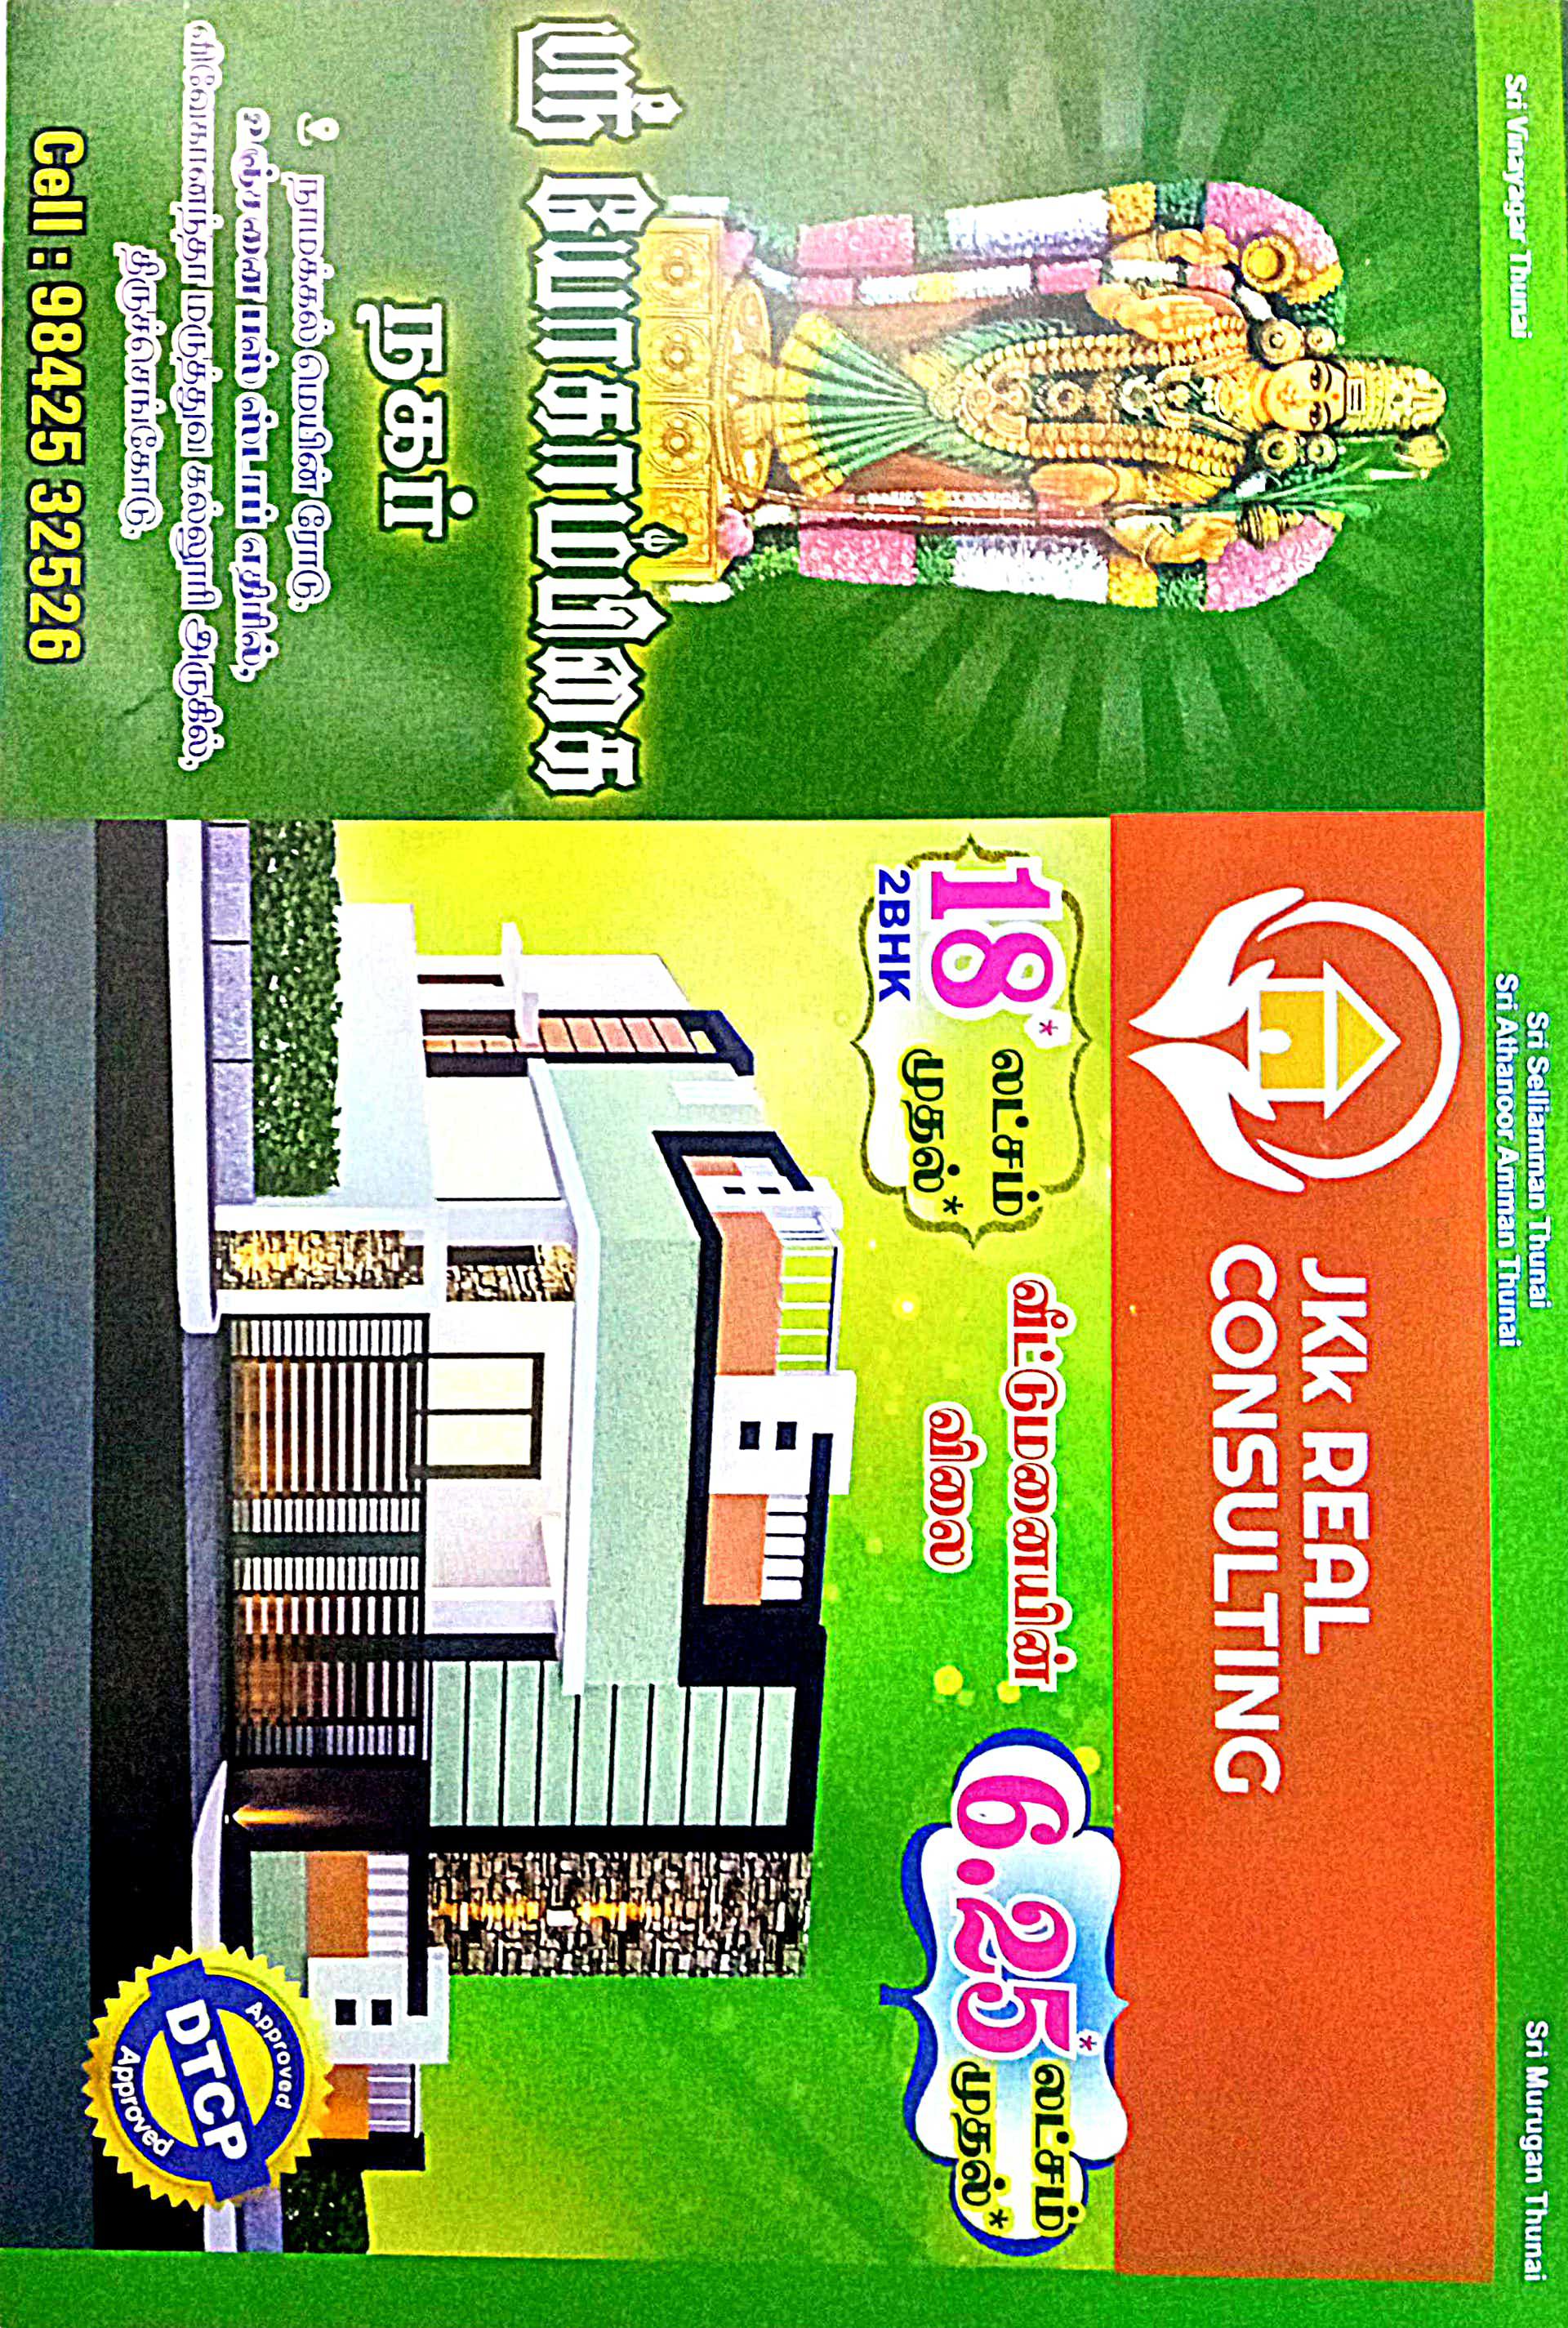 Sri Vinayagar Thunai
Sri Selliamman Thunai
Sri Athanoor Amman Thunai
Sri Murugan Thunai
JKk REAL
CONSULTING
18* லட்சம்
முதல்*
2BHK
வீட்டுமனையின்
விலை
6.25* லட்சம்
முதல்*
ஸ்ரீ யோகாம்பிகை
நகர்
நாமக்கல் மெயின் ரோடு,
உஞ்சனை பஸ் ஸ்டாப் எதிரில்,
விவேகானந்தா மருத்துவ கல்லூரி அருகில்,
திருச்செங்கோடு,
Cell : 98425 32526
Approved
DTCP
Approved